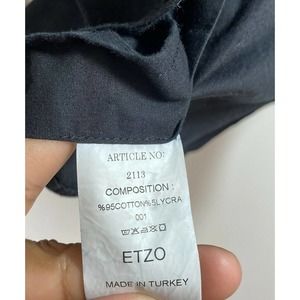 ARTICLE NO:
2113
COMPOSITION :
%95COTTON%5LYCRA
001
ETZO
MADE IN TURKEY